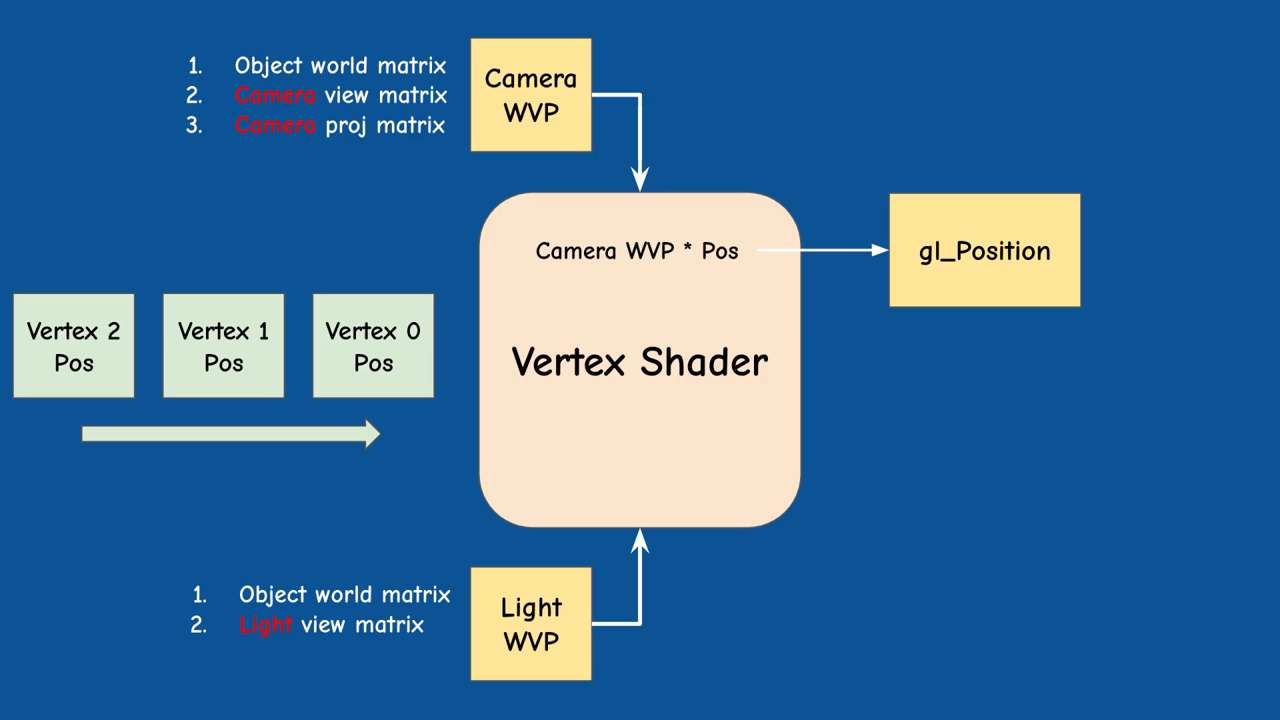 1. Object world matrix
2. Camera view matrix
3. Camera proj matrix
Camera
WVP
Camera WVP * Pos
gl_Position
Vertex 2
Pos
Vertex 1
Pos
Vertex 0
Pos
Vertex Shader
1. Object world matrix
2. Light view matrix
Light
WVP